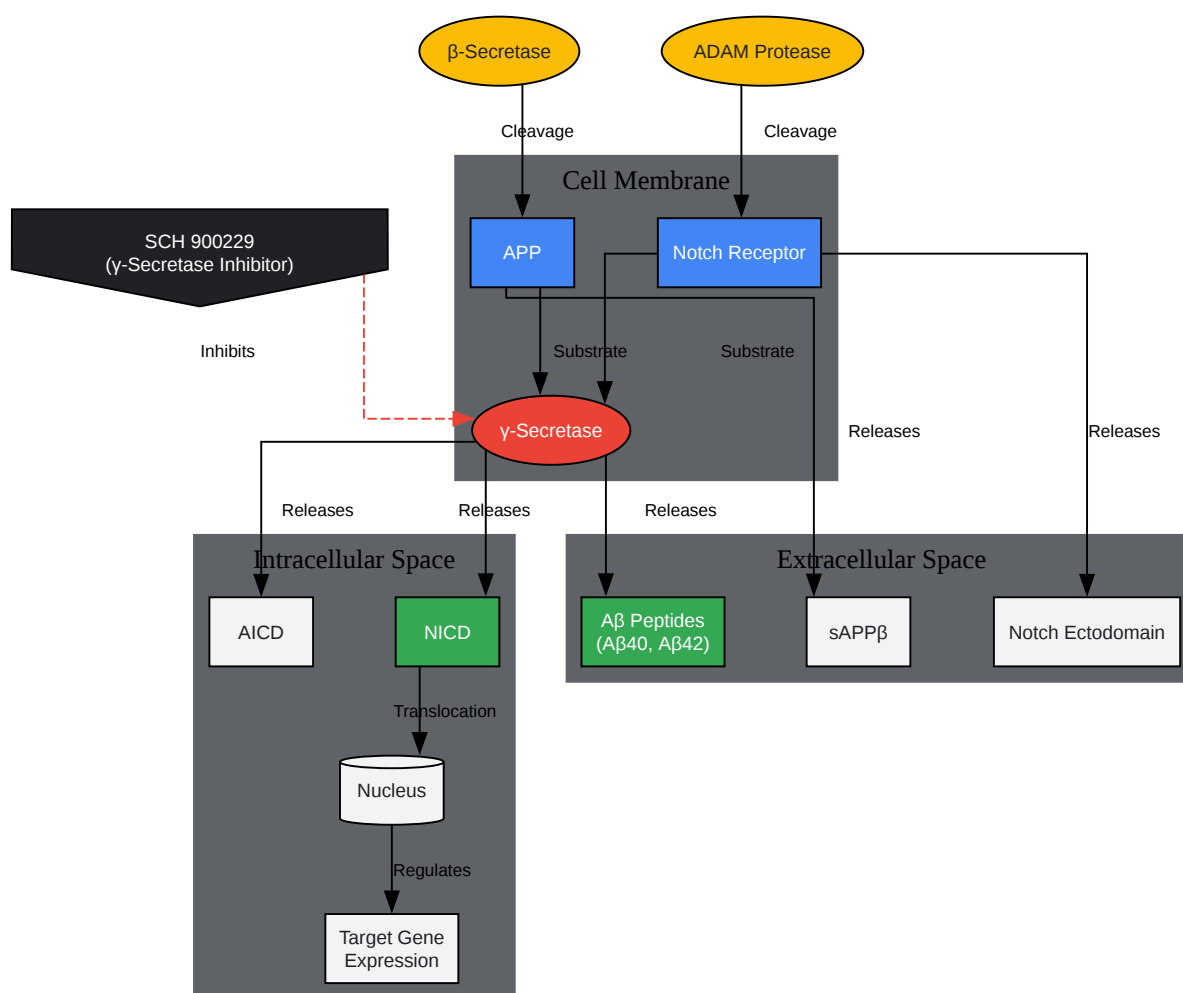 β-Secretase
ADAM Protease
Cleavage
Cleavage
Cell Membrane
SCH 900229
(γ-Secretase Inhibitor)
APP
Notch Receptor
Inhibits
Substrate
Substrate
γ-Secretase
Releases
Releases
Releases
Releases
Releases
Intracellular Space
Extracellular Space
AICD
NICD
Aβ Peptides
(Aβ40, Aβ42)
sAPPβ
Notch Ectodomain
Translocation
Nucleus
Regulates
Target Gene
Expression